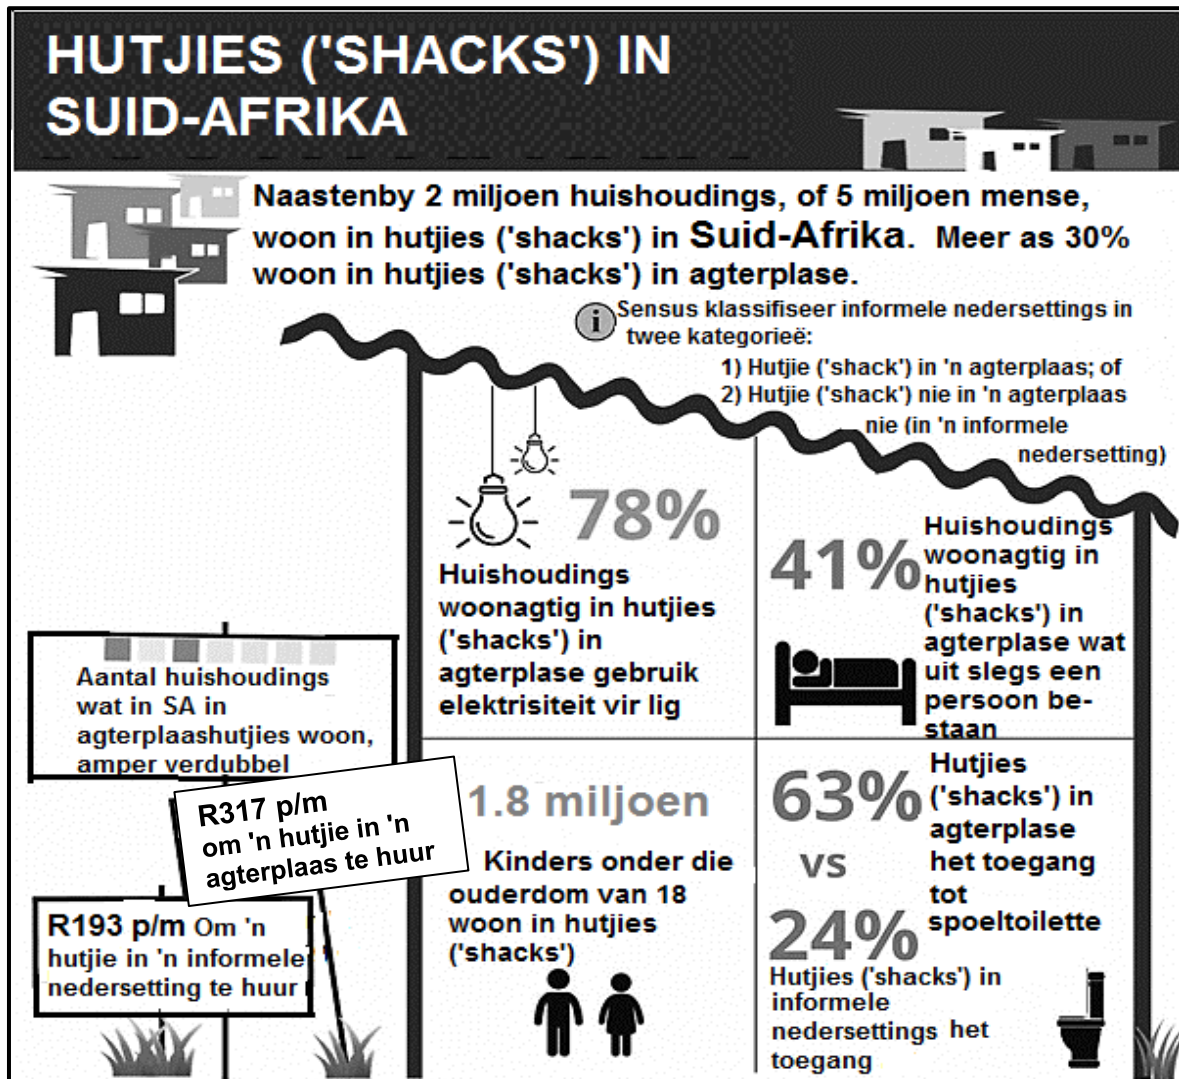 HUTJIES ('SHACKS') IN
SUID-AFRIKA
Naastenby 2 miljoen huishoudings, of 5 miljoen mense,
woon in hutjies ('shacks') in Suid-Afrika. Meer as 30%
woon in hutjies ('shacks') in agterplase.
i
Sensus klassifiseer informele nedersettings in
twee kategorieë:
1) Hutjie ('shack') in 'n agterplaas; of
2) Hutjie ('shack') nie in 'n agterplaas
nie (in 'n informele
nedersetting)
78%
Huishoudings
woonagtig in hutjies
('shacks') in
agterplase gebruik
elektrisiteit vir lig
41%
Huishoudings
woonagtig in
hutjies
('shacks') in
agterplase wat
uit slegs een
persoon be-
staan
Aantal huishoudings
wat in SA in
agterplaashutjies woon,
amper verdubbel
R317 p/m
om 'n hutjie in 'n
agterplaas te huur
R193 p/m Om 'n
hutjie in 'n informele
nedersetting te huur
1.8 miljoen
Kinders onder die
ouderdom van 18
woon in hutjies
('shacks')
63%
vs
24%
Hutjies
('shacks') in
agterplase
het toegang
tot
spoeltoilette
Hutjies ('shacks') in
informele
nedersettings het
toegang